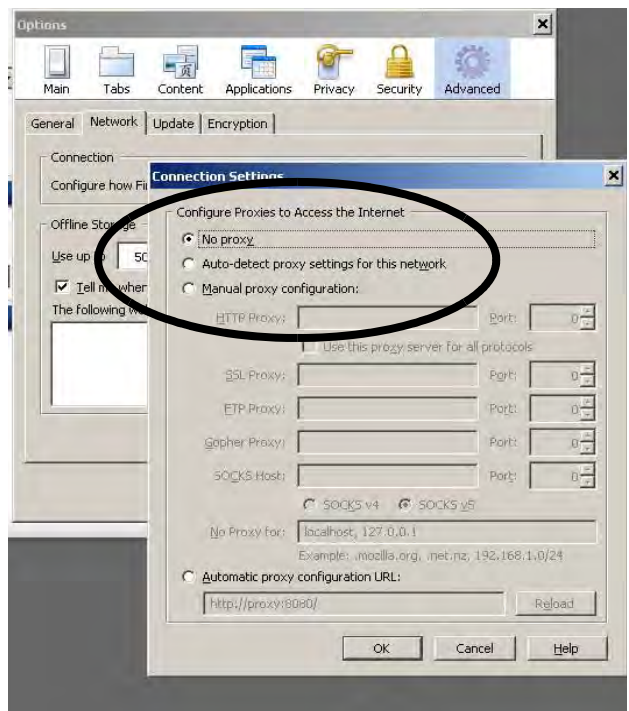 Options
Main Tabs Content Applications Privacy Security Advanced
General Network Update Encryption
Connection
Configure how
Offline Storage
Use up to 50
Tell me when
The following
Connection Settings
Configure Proxies to Access the Internet
No proxy
Auto-detect proxy settings for this network
Manual proxy configuration:
HTTP Proxy: Port: 0
Use this proxy server for all protocols
SSL Proxy: Port: 0
FTP Proxy: Port: 0
Gopher Proxy: Port: 0
SOCKS Host: Port: 0
SOCKS v4 SOCKS v5
No Proxy for: localhost, 127.0.0.1
Example: .mozilla.org, .net.nz, 192.168.1.0/24
Automatic proxy configuration URL:
http://proxy:8080/ Reload
OK Cancel Help